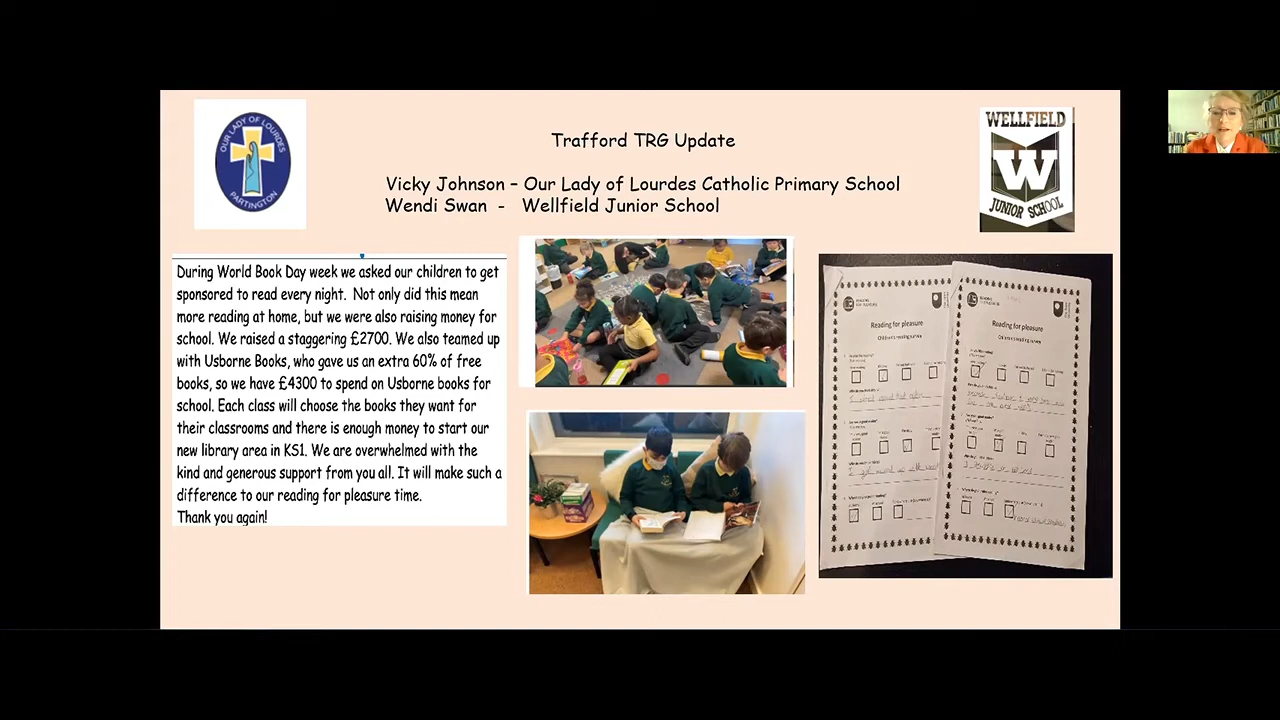 OUR LADY OF LOURDES
PARTINGTON
Trafford TRG Update
WELLFIELD
W
JUNIOR SCHOOL
Vicky Johnson – Our Lady of Lourdes Catholic Primary School
Wendi Swan - Wellfield Junior School
During World Book Day week we asked our children to get
sponsored to read every night. Not only did this mean
more reading at home, but we were also raising money for
school. We raised a staggering £2700. We also teamed up
with Usborne Books, who gave us an extra 60% of free
books, so we have £4300 to spend on Usborne books for
school. Each class will choose the books they want for
their classrooms and there is enough money to start our
new library area in KS1. We are overwhelmed with the
kind and generous support from you all. It will make such a
difference to our reading for pleasure time.
Thank you again!
Reading for pleasure
Children's reading survey
Reading for pleasure
Children's reading survey